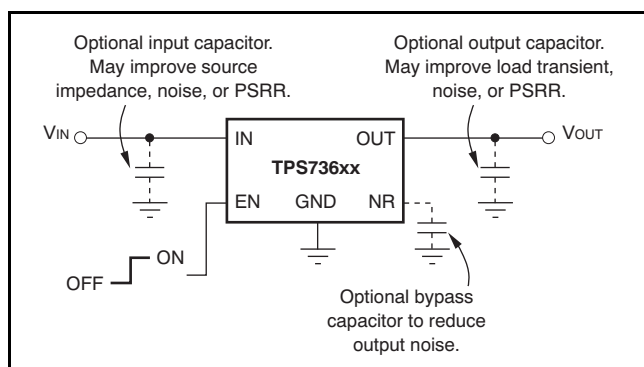 Optional input capacitor.
May improve source
impedance, noise, or PSRR.
Optional output capacitor.
May improve load transient,
noise, or PSRR.
VIN
IN
OUT
VOUT
TPS736xx
EN
GND
NR
ON
OFF
Optional bypass
capacitor to reduce
output noise.